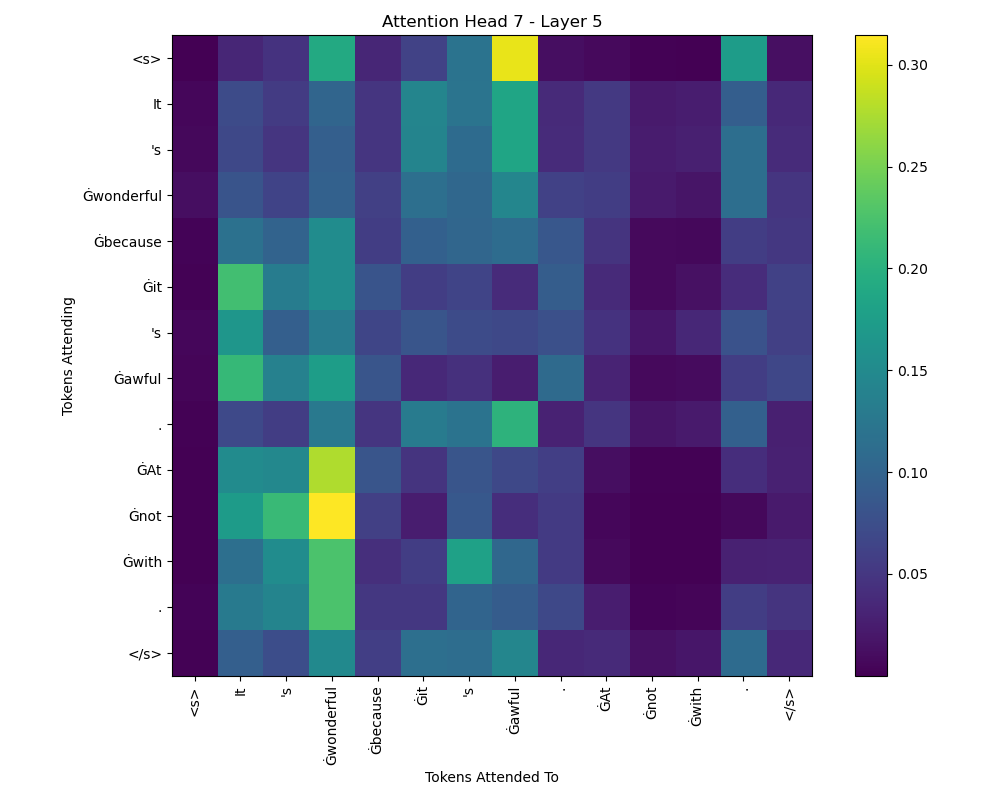 Attention Head 7 - Layer 5
Tokens Attending
<s>
It
's
Ġwonderful
Ġbecause
Ġit
's
Ġawful
.
ĠAt
Ġnot
Ġwith
.
</s>
<s>
It
's
Ġwonderful
Ġbecause
Ġit
's
Ġawful
.
ĠAt
Ġnot
Ġwith
.
</s>
Tokens Attended To
0.30
0.25
0.20
0.15
0.10
0.05